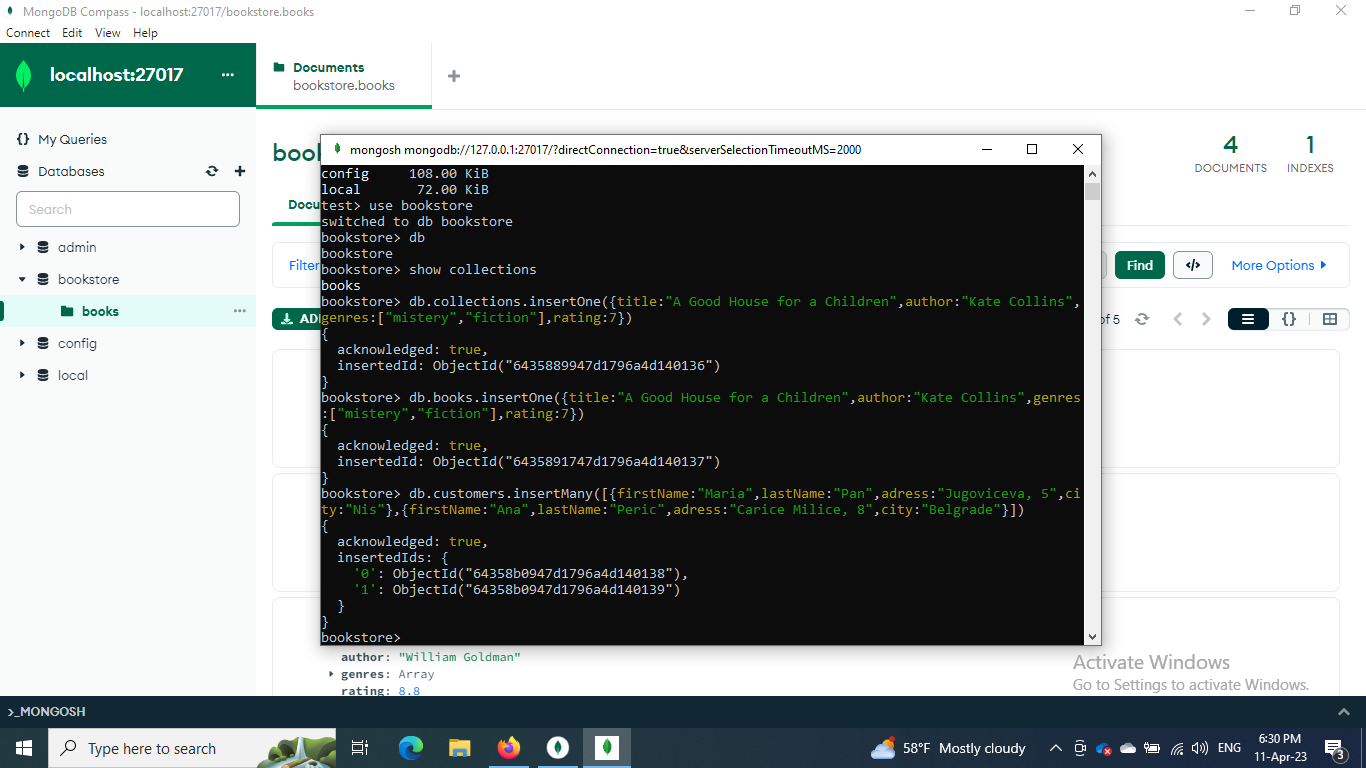 MongoDB Compass - localhost:27017/bookstore.books
Connect Edit View Help
localhost:27017 ...
Documents
bookstore.books
+
{} My Queries
Databases
Search
admin
bookstore
books ...
config
local
4
DOCUMENTS
1
INDEXES
Filter
Find
</>
More Options
of 5
{}
mongosh mongodb://127.0.0.1:27017/?directConnection=true&serverSelectionTimeoutMS=2000
config 108.00 KiB
local 72.00 KiB
test> use bookstore
switched to db bookstore
bookstore> db
bookstore
bookstore> show collections
books
bookstore> db.collections.insertOne({title:"A Good House for a Children",author:"Kate Collins",
genres:["mistery","fiction"],rating:7})
{
acknowledged: true,
insertedId: ObjectId("6435889947d1796a4d140136")
}
bookstore> db.books.insertOne({title:"A Good House for a Children",author:"Kate Collins",genres
:["mistery","fiction"],rating:7})
{
acknowledged: true,
insertedId: ObjectId("6435891747d1796a4d140137")
}
bookstore> db.customers.insertMany([{firstName:"Maria",lastName:"Pan",adress:"Jugoviceva, 5",ci
ty:"Nis"},{firstName:"Ana",lastName:"Peric",adress:"Carice Milice, 8",city:"Belgrade"}])
{
acknowledged: true,
insertedIds: {
'0': ObjectId("64358b0947d1796a4d140138"),
'1': ObjectId("64358b0947d1796a4d140139")
}
}
bookstore>
author: "William Goldman"
genres: Array
rating: 8.8
Activate Windows
Go to Settings to activate Windows.
>_MONGOSH
Type here to search
58°F Mostly cloudy
ENG
6:30 PM
11-Apr-23
3